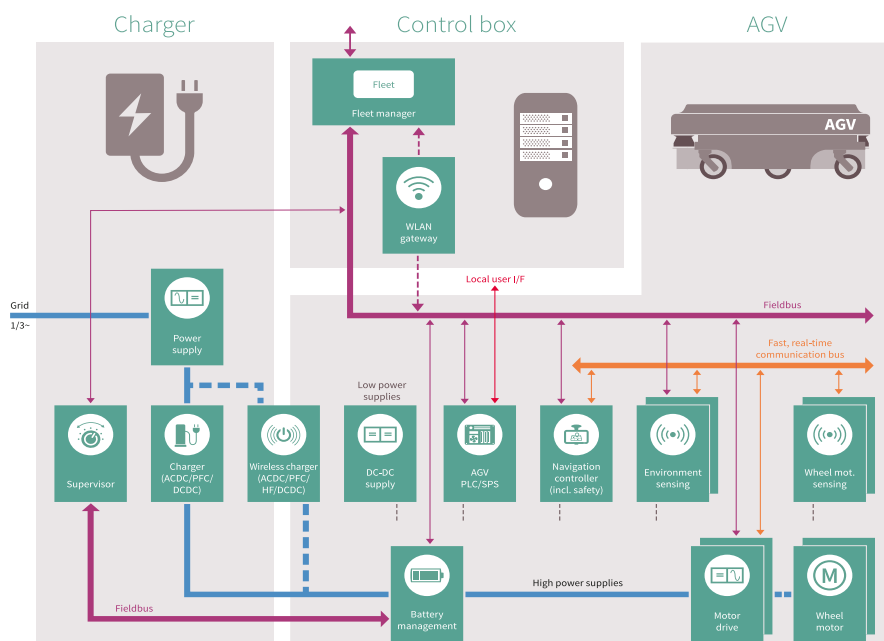 Charger
Control box
AGV
Fleet
Fleet manager
AGV
WLAN
gateway
Local user I/F
Grid
1/3~
Fieldbus
Power
supply
Fast, real-time
communication bus
Low power
supplies
Supervisor
Charger
(ACDC/PFC/
DCDC)
Wireless charger
(ACDC/PFC/
HF/DCDC)
DC-DC
supply
AGV
PLC/SPS
Navigation
controller
(incl. safety)
Environment
sensing
Wheel mot.
sensing
High power supplies
M
Fieldbus
Battery
management
Motor
drive
Wheel
motor